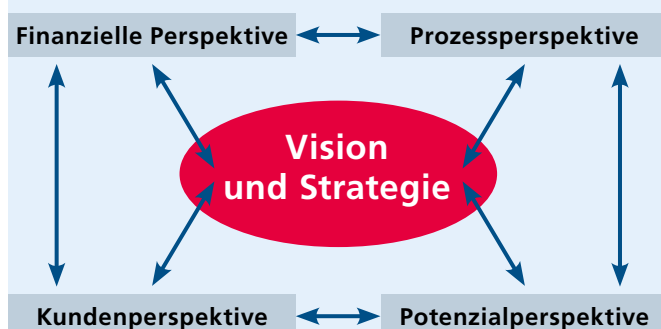 Finanzielle Perspektive
Prozessperspektive
Vision
und Strategie
Kundenperspektive
Potenzialperspektive